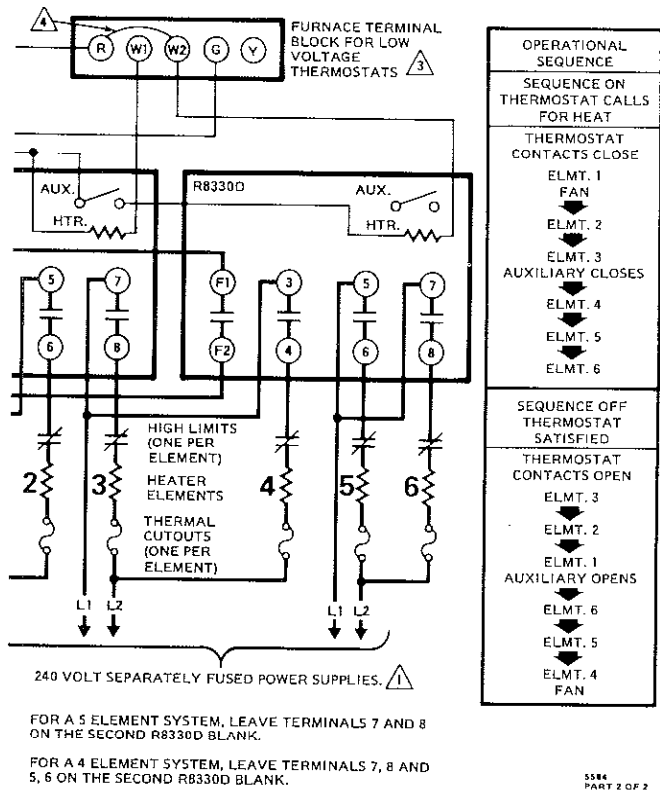 4
R W1 W2 G Y
FURNACE TERMINAL
BLOCK FOR LOW
VOLTAGE
THERMOSTATS 3
AUX.
HTR.
R8330D
AUX.
HTR.
5 7 F1 3 5 7
6 8 F2 4 6 8
HIGH LIMITS
(ONE PER
ELEMENT)
HEATER
ELEMENTS
2 3 4 5 6
THERMAL
CUTOUTS
(ONE PER
ELEMENT)
L1 L2 L1 L2
240 VOLT SEPARATELY FUSED POWER SUPPLIES. 1
FOR A 5 ELEMENT SYSTEM, LEAVE TERMINALS 7 AND 8
ON THE SECOND R8330D BLANK.
FOR A 4 ELEMENT SYSTEM, LEAVE TERMINALS 7, 8 AND
5, 6 ON THE SECOND R8330D BLANK.
OPERATIONAL
SEQUENCE
SEQUENCE ON
THERMOSTAT CALLS
FOR HEAT
THERMOSTAT
CONTACTS CLOSE
ELMT. 1
FAN
ELMT. 2
ELMT. 3
AUXILIARY CLOSES
ELMT. 4
ELMT. 5
ELMT. 6
SEQUENCE OFF
THERMOSTAT
SATISFIED
THERMOSTAT
CONTACTS OPEN
ELMT. 3
ELMT. 2
ELMT. 1
AUXILIARY OPENS
ELMT. 6
ELMT. 5
ELMT. 4
FAN
5584
PART 2 OF 2